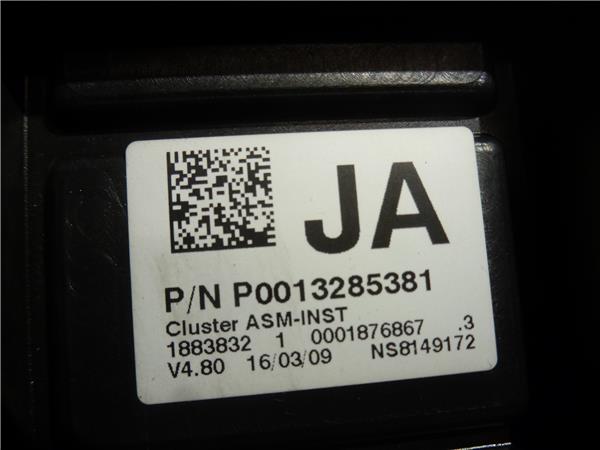 JA
P/N P0013285381
Cluster ASM-INST
1883832 1 0001876867 .3
V4.80 16/03/09 NS8149172